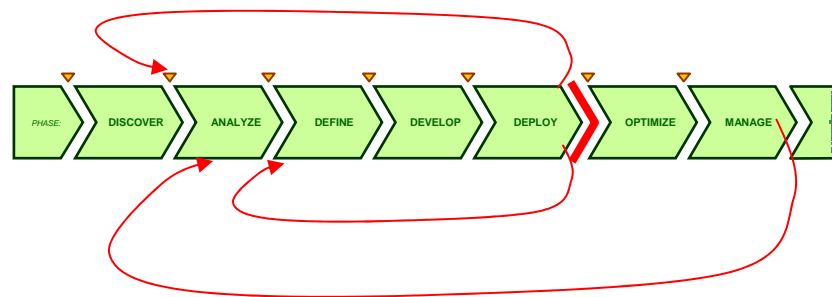 PHASE:
DISCOVER
ANALYZE
DEFINE
DEVELOP
DEPLOY
OPTIMIZE
MANAGE